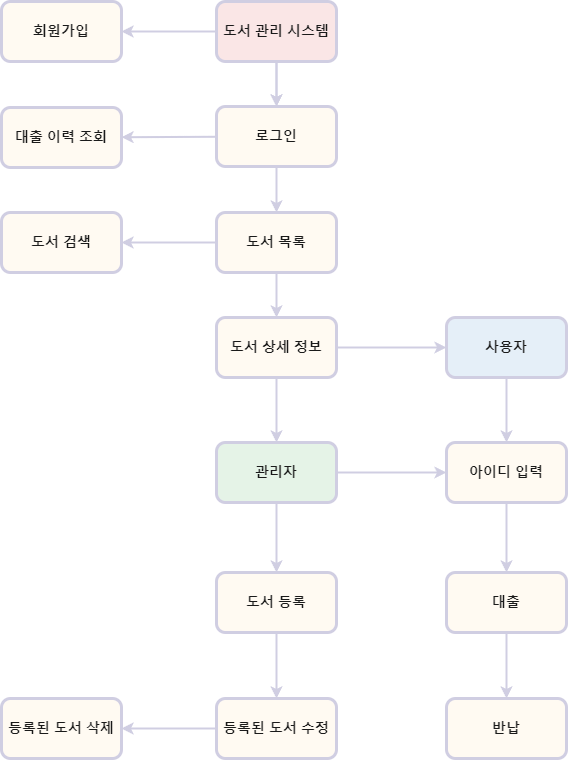 회원가입
도서 관리 시스템
대출 이력 조회
로그인
도서 검색
도서 목록
도서 상세 정보
사용자
관리자
아이디 입력
도서 등록
대출
등록된 도서 삭제
등록된 도서 수정
반납